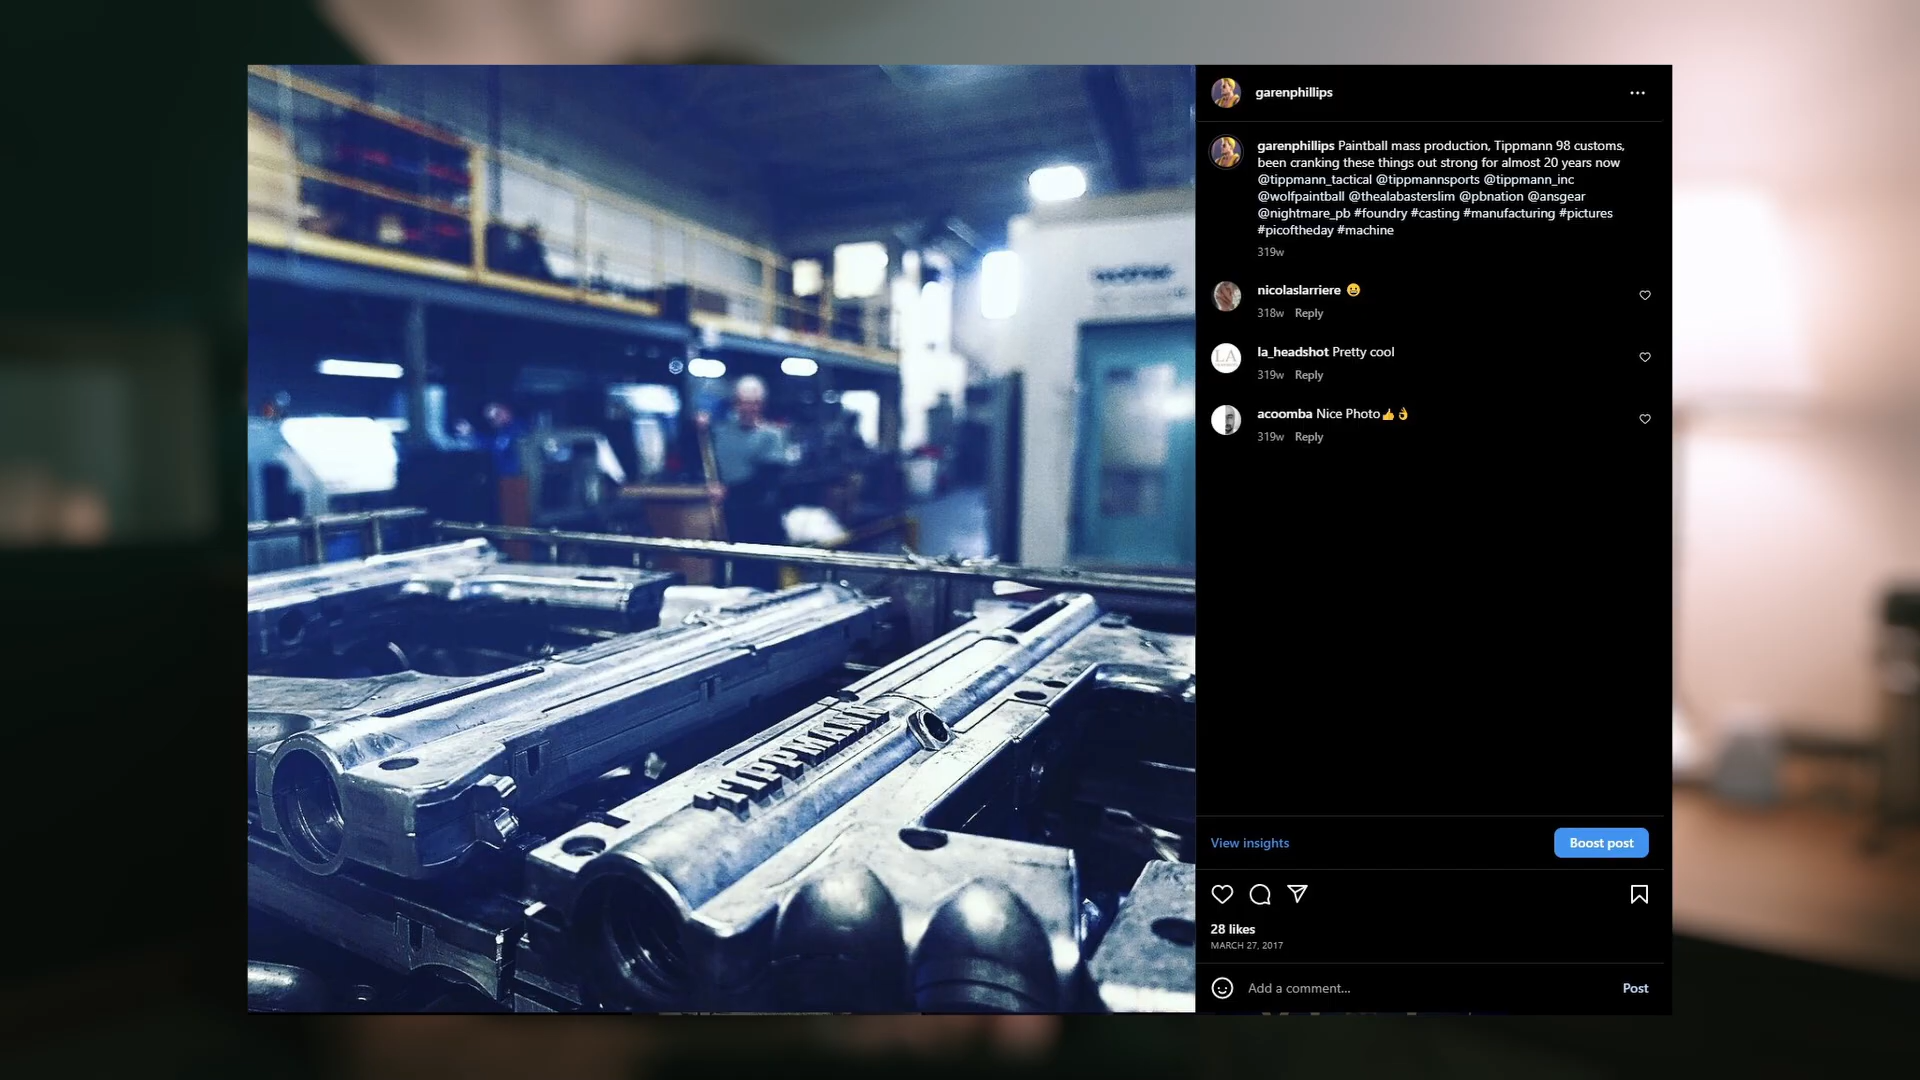 garenphillips
garenphillips Paintball mass production, Tippmann 98 customs,
been cranking these things out strong for almost 20 years now
@tippmann_tactical @tippmannsports @tippmann_inc
@wolfpaintball @thealabasterslim @pbnation @ansgear
@nightmare_pb #foundry #casting #manufacturing #pictures
#picoftheday #machine
319w
nicolaslarriere 😀
318w Reply
LA
la_headshot Pretty cool
319w Reply
acoomba Nice Photo👍👌
319w Reply
TIPPMANN
View insights
Boost post
28 likes
MARCH 27, 2017
Add a comment...
Post